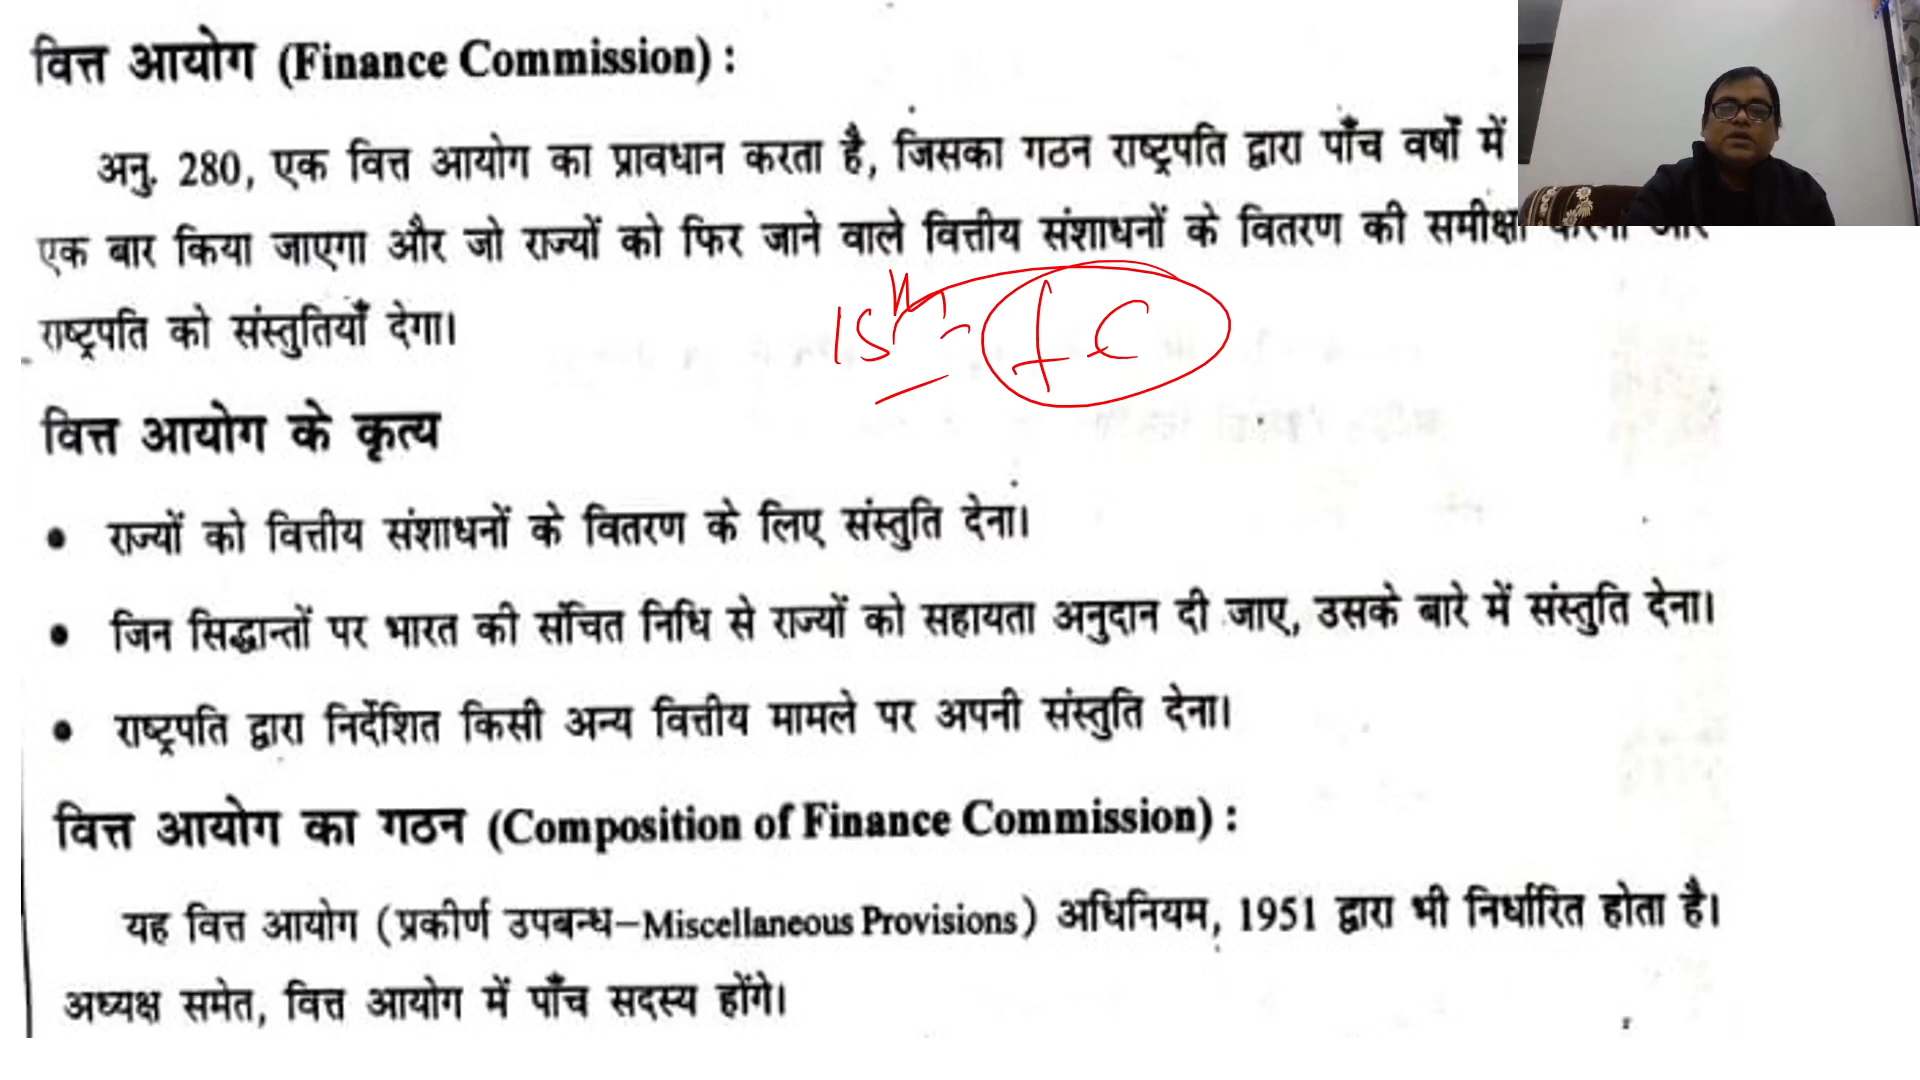 वित्त आयोग (Finance Commission) :
अनु. 280, एक वित्त आयोग का प्रावधान करता है, जिसका गठन राष्ट्रपति द्वारा पाँच वर्षों में
एक बार किया जाएगा और जो राज्यों को फिर जाने वाले वित्तीय संशाधनों के वितरण की समीक्षा करेगा और
राष्ट्रपति को संस्तुतियाँ देगा।
15th - f c
वित्त आयोग के कृत्य
• राज्यों को वित्तीय संशाधनों के वितरण के लिए संस्तुति देना।
• जिन सिद्धान्तों पर भारत की संचित निधि से राज्यों को सहायता अनुदान दी जाए, उसके बारे में संस्तुति देना।
• राष्ट्रपति द्वारा निर्देशित किसी अन्य वित्तीय मामले पर अपनी संस्तुति देना।
वित्त आयोग का गठन (Composition of Finance Commission) :
यह वित्त आयोग (प्रकीर्ण उपबन्ध–Miscellaneous Provisions) अधिनियम, 1951 द्वारा भी निर्धारित होता है।
अध्यक्ष समेत, वित्त आयोग में पाँच सदस्य होंगे।